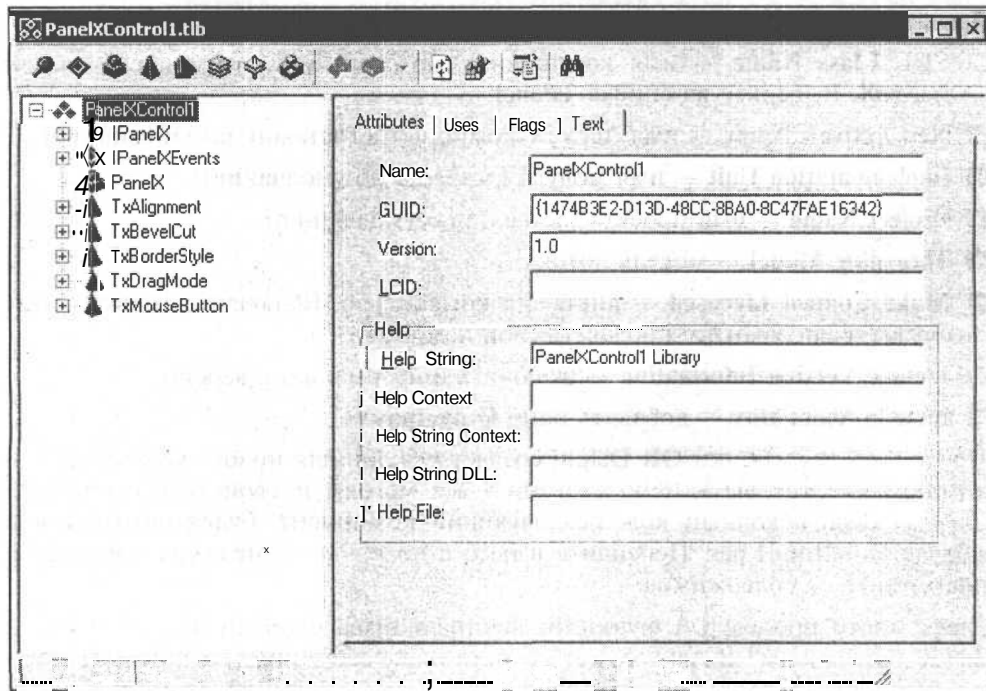 PanelXControl1.tlb
PanelXControl1
IPanelX
IPanelXEvents
PanelX
TxAlignment
TxBevelCut
TxBorderStyle
TxDragMode
TxMouseButton
Attributes | Uses | Flags ] Text |
Name: PanelXControl1
GUID: {1474B3E2-D13D-48CC-8BA0-8C47FAE16342}
Version: 1.0
LCID:
Help
Help String: PanelXControl1 Library
Help Context
Help String Context:
Help String DLL:
Help File: